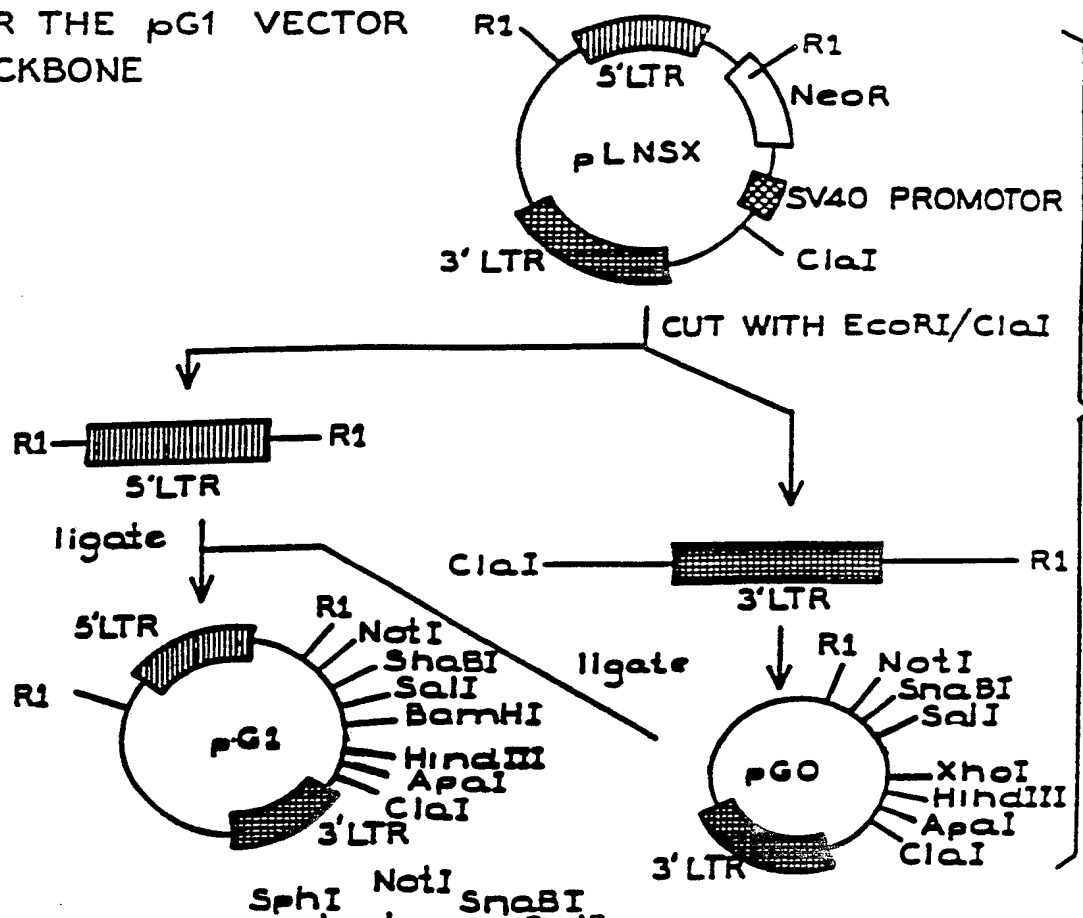 R THE pG1 VECTOR
CKBONE
R1
R1
5'LTR
NeoR
pLNSX
SV40 PROMOTOR
3' LTR
ClaI
CUT WITH EcoRI/ClaI
R1
R1
5'LTR
ligate
ClaI
R1
3'LTR
5'LTR
R1
NotI
SnaBI
SalI
BamHI
R1
pG1
HindIII
ApaI
ClaI
3'LTR
ligate
R1
NotI
SnaBI
SalI
pG0
XhoI
HindIII
ApaI
ClaI
3'LTR
SphI NotI SnaBI